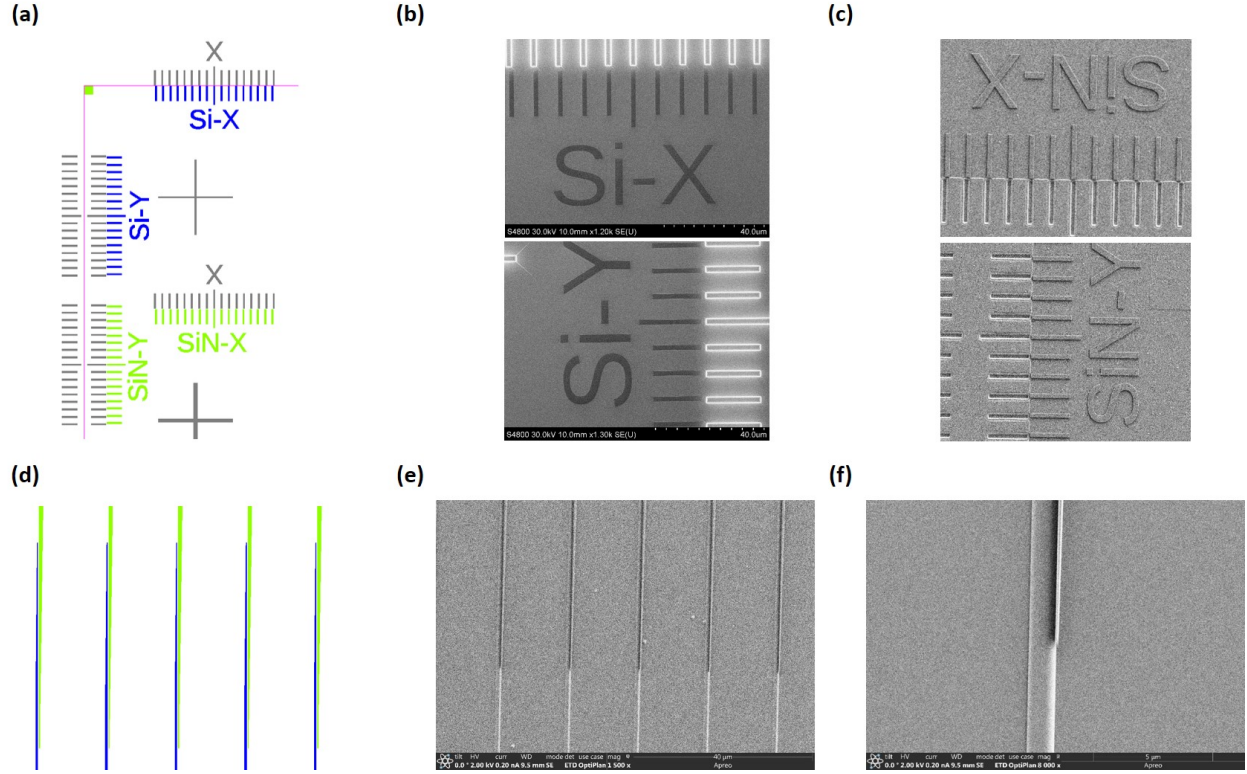 (a)
X
Si-X
Si-Y
X
SiN-X
SiN-Y
(b)
Si-X
S4800 30.0kV 10.0mm x1.20k SE(U) 40.0um
Si-Y
S4800 30.0kV 10.0mm x1.30k SE(U) 40.0um
(c)
SiN-X
SiN-Y
(d)
(e)
tilt HV curr WD mode det use case mag 40 µm
0.0 ° 2.00 kV 0.20 nA 9.5 mm SE ETD OptiPlan 1 500 x Apreo
(f)
tilt HV curr WD mode det use case mag 5 µm
0.0 ° 2.00 kV 0.20 nA 9.5 mm SE ETD OptiPlan 8 000 x Apreo